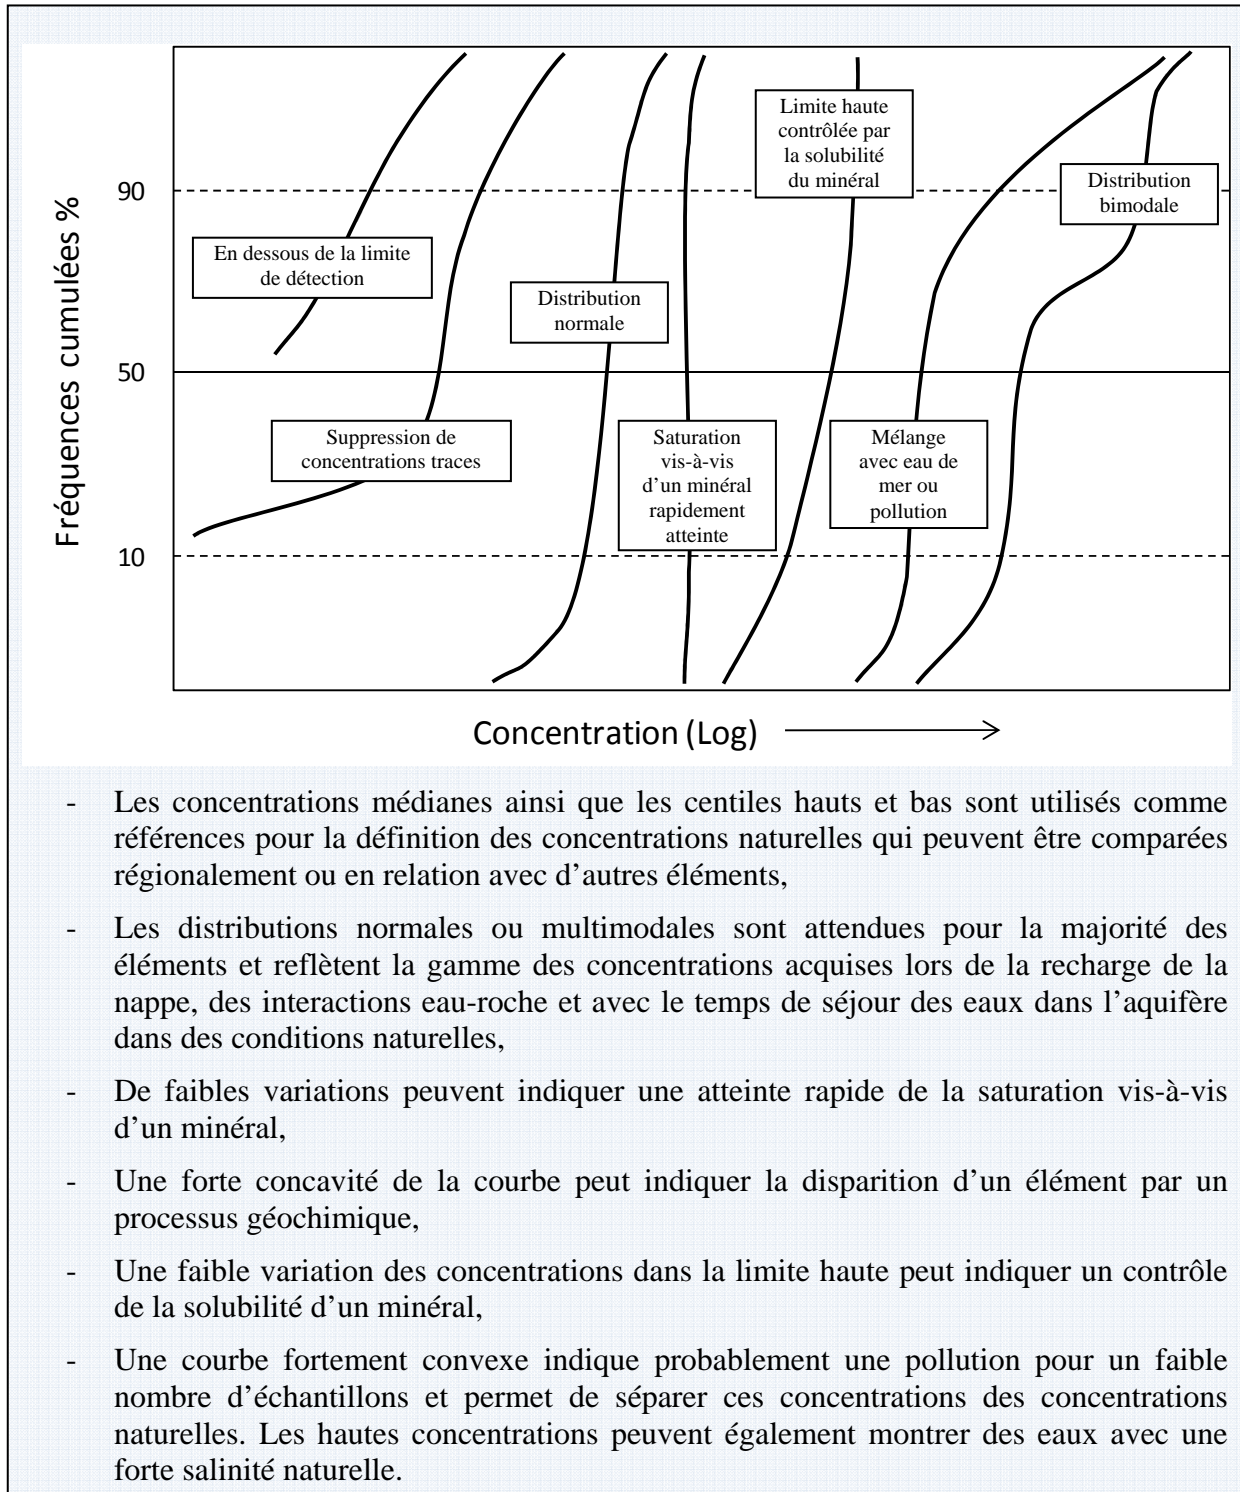 Fréquences cumulées %
90
50
10
En dessous de la limite
de détection
Suppression de
concentrations traces
Distribution
normale
Saturation
vis-à-vis
d’un minéral
rapidement
atteinte
Limite haute
contrôlée par
la solubilité
du minéral
Mélange
avec eau de
mer ou
pollution
Distribution
bimodale
Concentration (Log)
- Les concentrations médianes ainsi que les centiles hauts et bas sont utilisés comme
références pour la définition des concentrations naturelles qui peuvent être comparées
régionalement ou en relation avec d’autres éléments,
- Les distributions normales ou multimodales sont attendues pour la majorité des
éléments et reflètent la gamme des concentrations acquises lors de la recharge de la
nappe, des interactions eau-roche et avec le temps de séjour des eaux dans l’aquifère
dans des conditions naturelles,
- De faibles variations peuvent indiquer une atteinte rapide de la saturation vis-à-vis
d’un minéral,
- Une forte concavité de la courbe peut indiquer la disparition d’un élément par un
processus géochimique,
- Une faible variation des concentrations dans la limite haute peut indiquer un contrôle
de la solubilité d’un minéral,
- Une courbe fortement convexe indique probablement une pollution pour un faible
nombre d’échantillons et permet de séparer ces concentrations des concentrations
naturelles. Les hautes concentrations peuvent également montrer des eaux avec une
forte salinité naturelle.